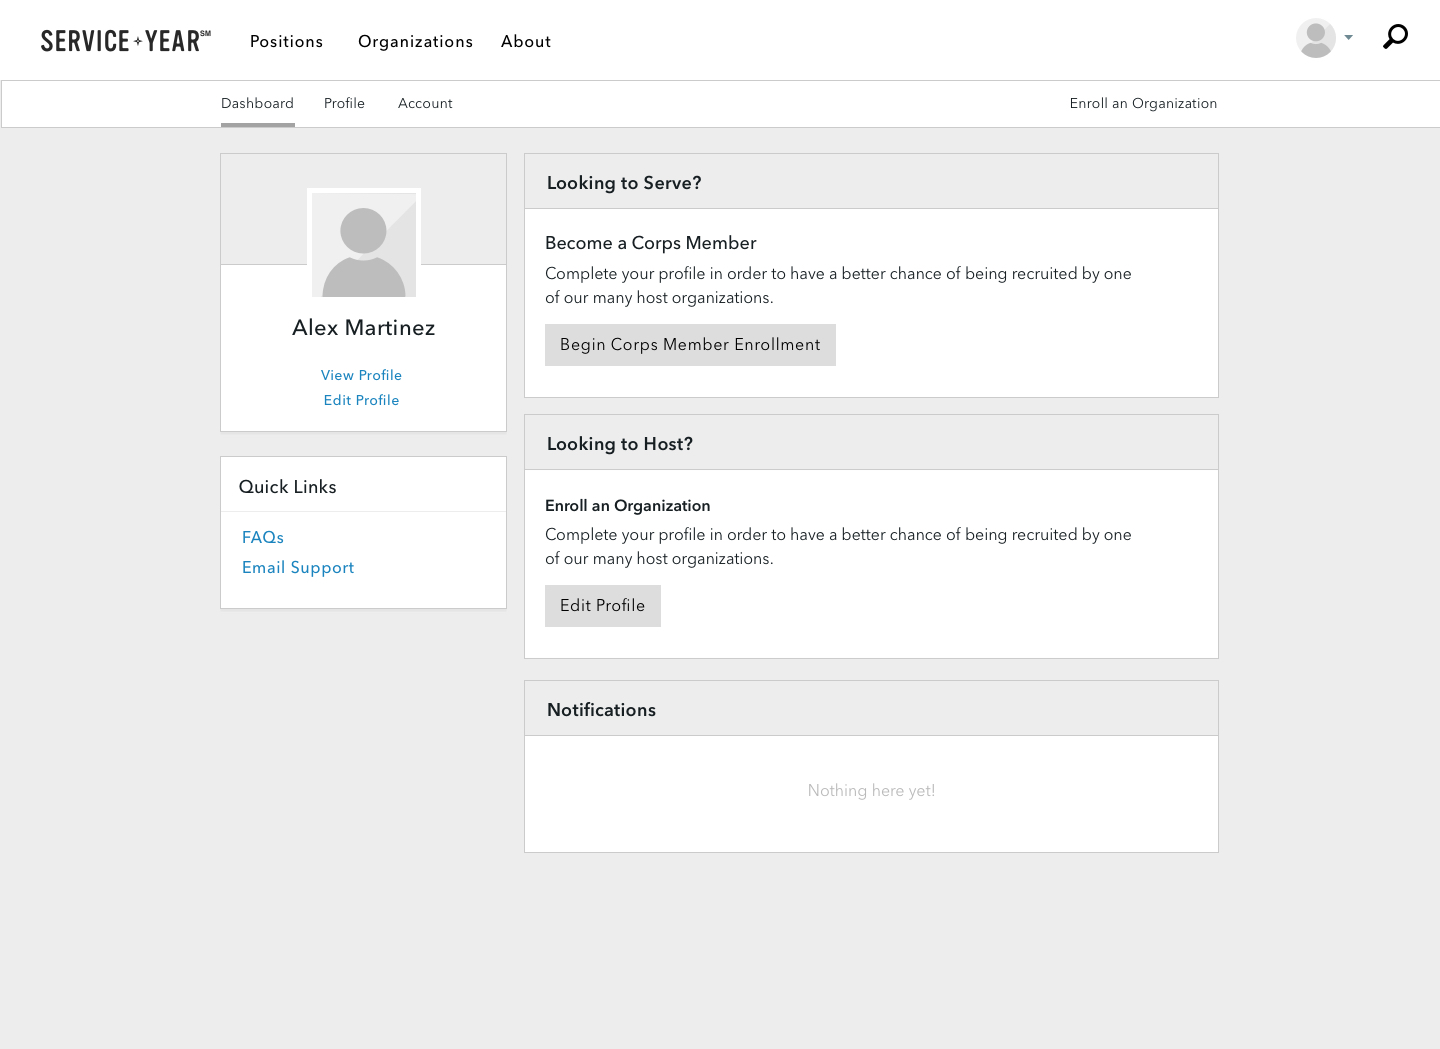 SERVICE + YEAR℠
Positions
Organizations
About
Dashboard
Profile
Account
Enroll an Organization
Alex Martinez
View Profile
Edit Profile
Quick Links
FAQs
Email Support
Looking to Serve?
Become a Corps Member
Complete your profile in order to have a better chance of being recruited by one
of our many host organizations.
Begin Corps Member Enrollment
Looking to Host?
Enroll an Organization
Complete your profile in order to have a better chance of being recruited by one
of our many host organizations.
Edit Profile
Notifications
Nothing here yet!